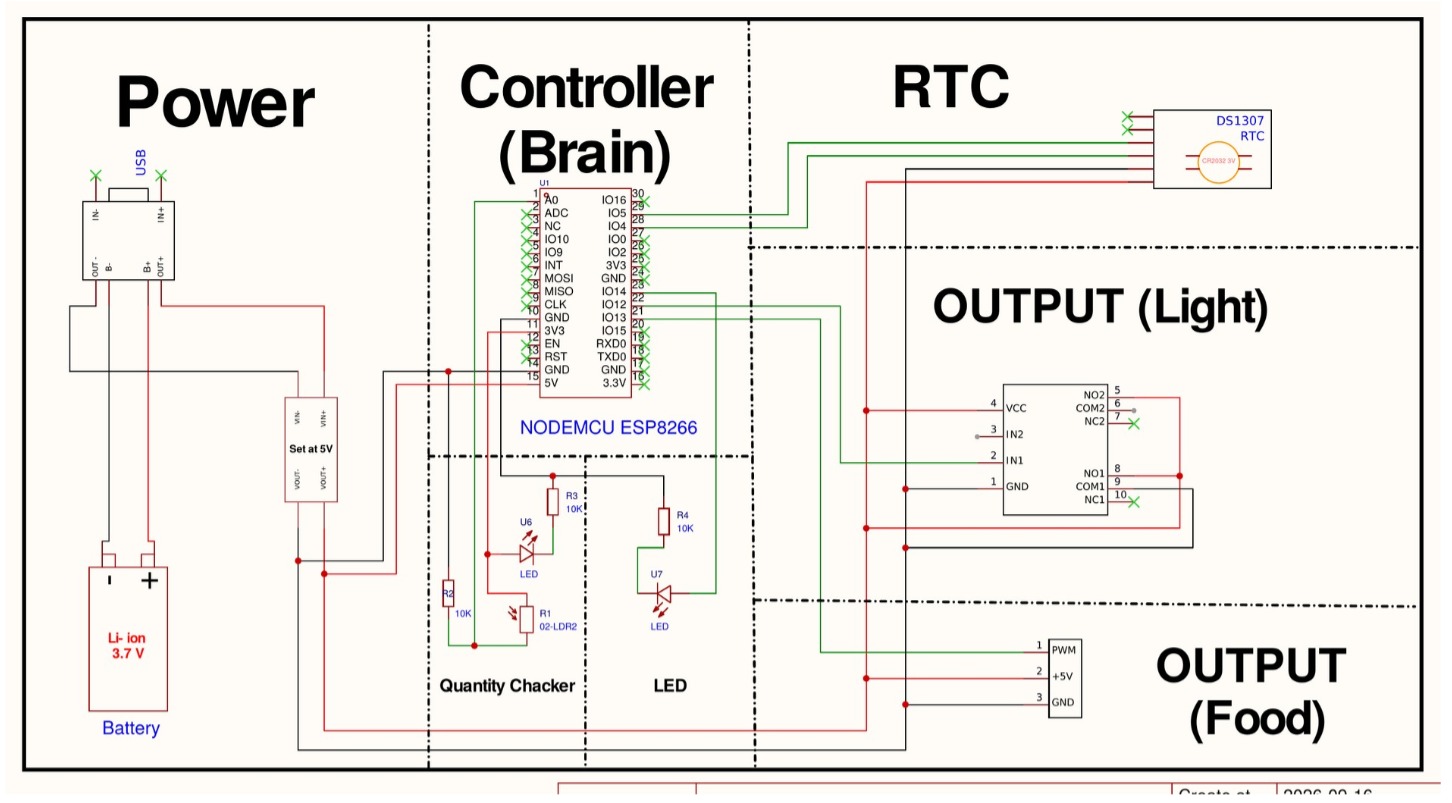 Power
Controller
(Brain)
RTC
USB
IN-
IN+
OUT -
B-
B+
OUT+
VIN-
VIN+
Set at 5V
VOUT-
VOUT+
- +
Li- ion
3.7 V
Battery
U1
1 A0
2 ADC
3 NC
4 IO10
5 IO9
6 INT
7 MOSI
8 MISO
9 CLK
10 GND
11 3V3
12 EN
13 RST
14 GND
15 5V
IO16 30
IO5 29
IO4 28
IO0 27
IO2 26
3V3 25
GND 24
IO14 23
IO12 22
IO13 21
IO15 20
RXD0 19
TXD0 18
GND 17
3.3V 16
NODEMCU ESP8266
DS1307
RTC
CR2032 3V
OUTPUT (Light)
4 VCC
3 IN2
2 IN1
1 GND
NO2 5
COM2 6
NC2 7
NO1 8
COM1 9
NC1 10
R3
10K
U6
LED
R2
10K
R1
02-LDR2
Quantity Chacker
R4
10K
U7
LED
LED
1 PWM
2 +5V
3 GND
OUTPUT
(Food)